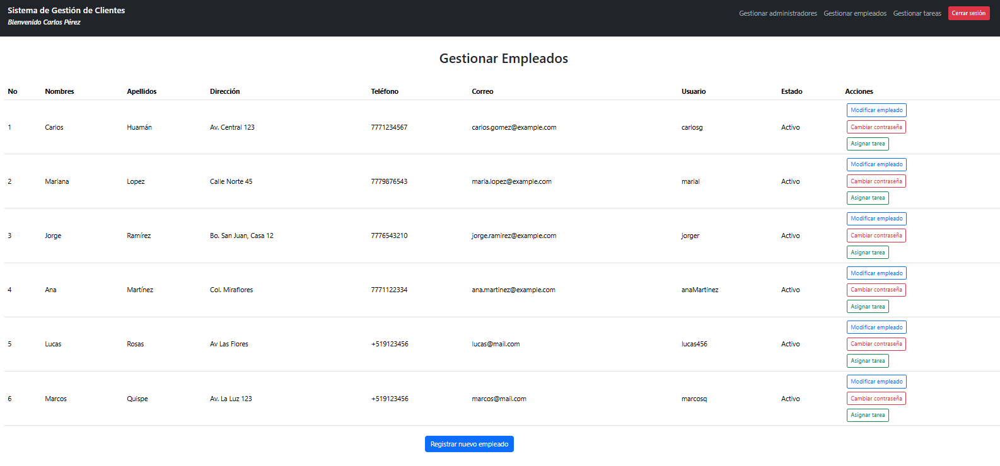 Sistema de Gestión de Clientes
Bienvenido Carlos Pérez
Gestionar administradores Gestionar empleados Gestionar tareas Cerrar sesión
Gestionar Empleados
No Nombres Apellidos Dirección Teléfono Correo Usuario Estado Acciones
1 Carlos Huamán Av. Central 123 7771234567 carlos.gomez@example.com carlosg Activo
Modificar empleado
Cambiar contraseña
Asignar tarea
2 Mariana Lopez Calle Norte 45 7779876543 maria.lopez@example.com marial Activo
Modificar empleado
Cambiar contraseña
Asignar tarea
3 Jorge Ramírez Bo. San Juan, Casa 12 7776543210 jorge.ramirez@example.com jorger Activo
Modificar empleado
Cambiar contraseña
Asignar tarea
4 Ana Martínez Col. Miraflores 7771122334 ana.martinez@example.com anaMartinez Activo
Modificar empleado
Cambiar contraseña
Asignar tarea
5 Lucas Rosas Av Las Flores +519123456 lucas@mail.com lucas456 Activo
Modificar empleado
Cambiar contraseña
Asignar tarea
6 Marcos Quispe Av. La Luz 123 +519123456 marcos@mail.com marcosq Activo
Modificar empleado
Cambiar contraseña
Asignar tarea
Registrar nuevo empleado